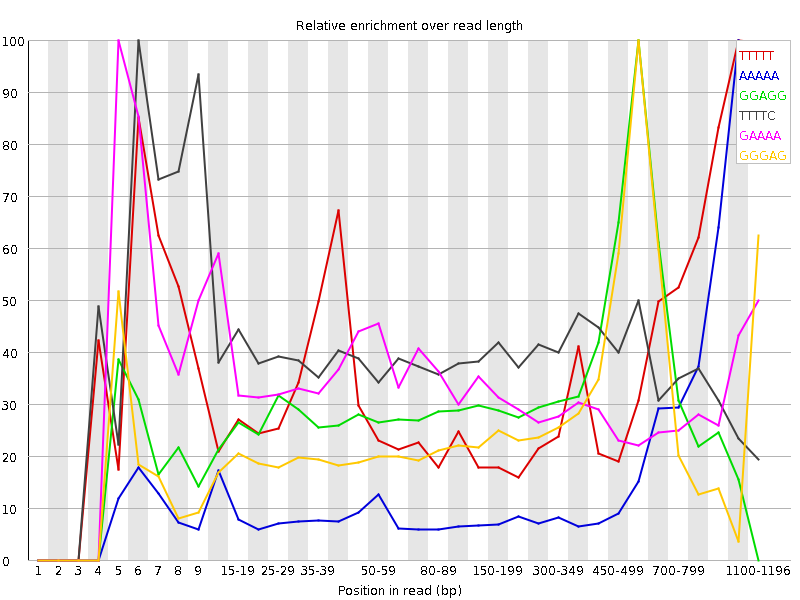 Relative enrichment over read length
100
90
80
70
60
50
40
30
20
10
0
TTTTT
AAAAA
GGAGG
TTTTC
GAAAA
GGGAG
1 2 3 4 5 6 7 8 9 15-19 25-29 35-39 50-59 80-89 150-199 300-349 450-499 700-799 1100-1196
Position in read (bp)